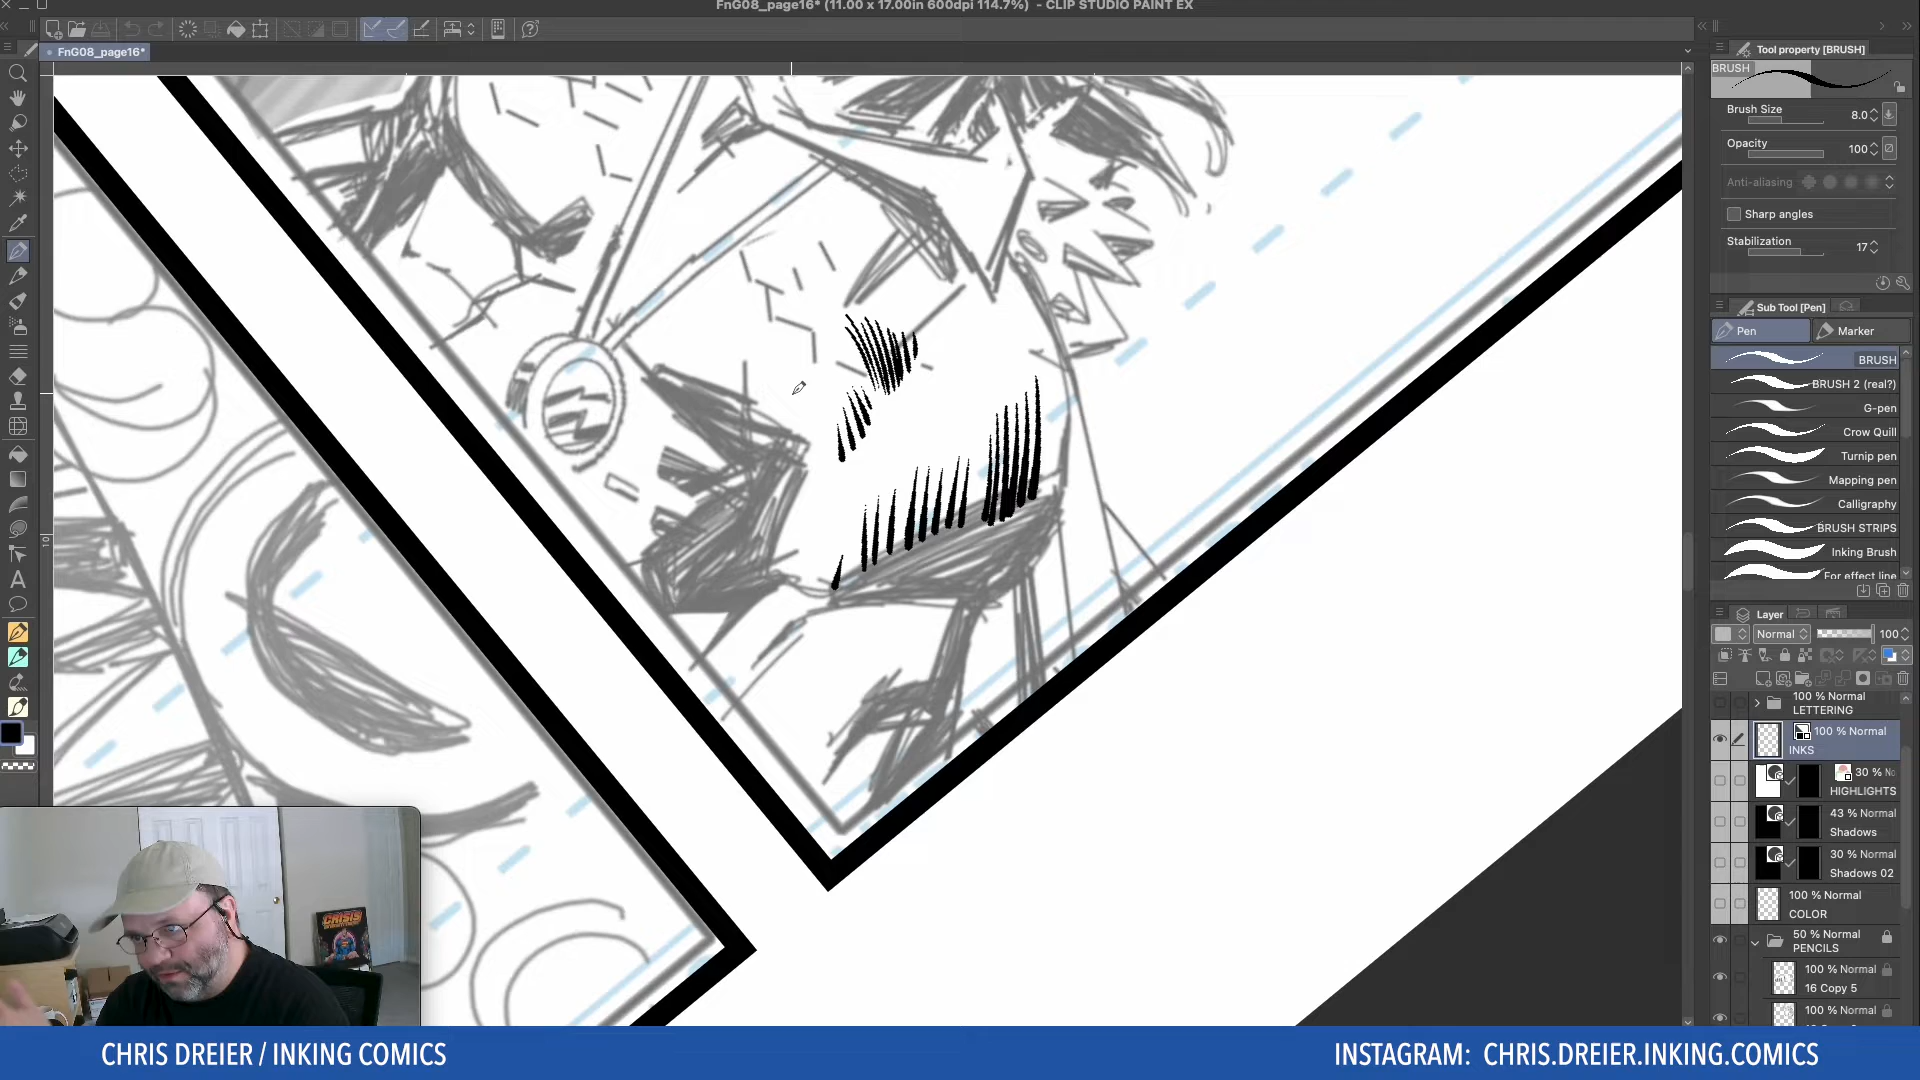 FnG08_page16* (11.00 x 17.00in 600dpi 114.7%) - CLIP STUDIO PAINT EX
FnG08_page16*
Tool property [BRUSH]
BRUSH
Brush Size
8.0
Opacity
100
Anti-aliasing
Sharp angles
Stabilization
17
Sub Tool [Pen]
Pen
Marker
BRUSH
BRUSH 2 (real?)
G-pen
Crow Quill
Turnip pen
Mapping pen
Calligraphy
BRUSH STRIPS
Inking Brush
For effect line
Layer
Normal
100
100 % Normal
LETTERING
100 % Normal
INKS
30 %
HIGHLIGHTS
43 % Normal
Shadows
30 % Normal
Shadows 02
100 % Normal
COLOR
50 % Normal
PENCILS
100 % Normal
16 Copy 5
100 % Normal
10
CRISIS
CHRIS DREIER / INKING COMICS
INSTAGRAM: CHRIS.DREIER.INKING.COMICS